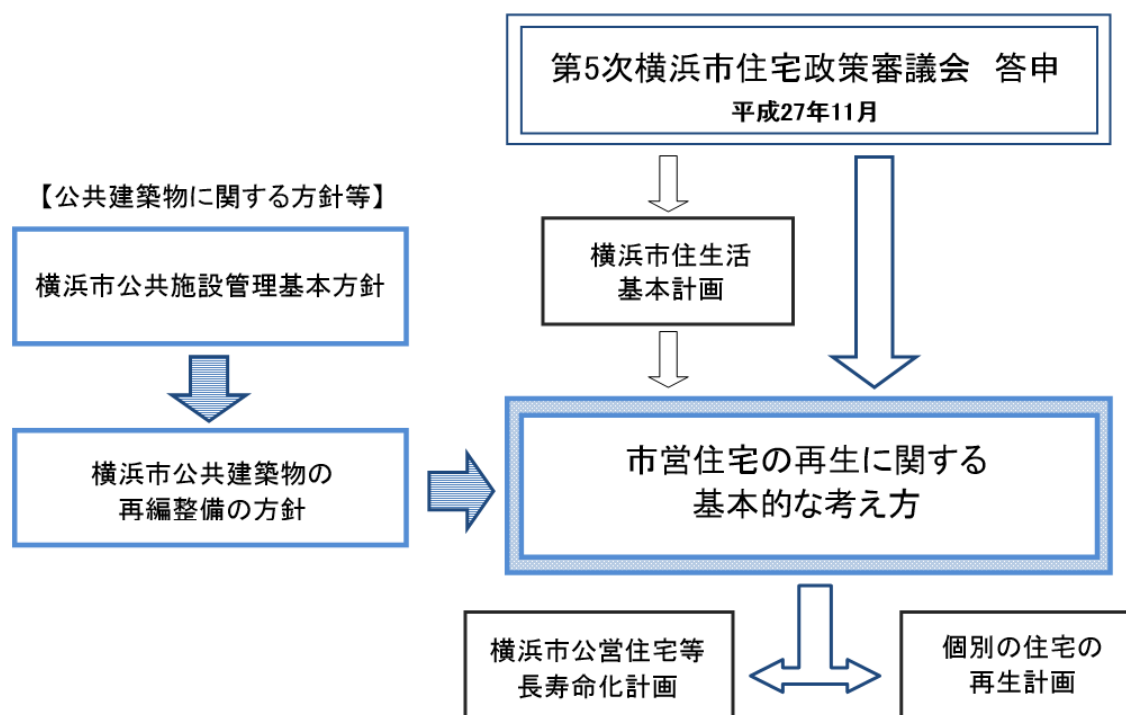 第5次横浜市住宅政策審議会　答申
平成27年11月
【公共建築物に関する方針等】
横浜市公共施設管理基本方針
横浜市住生活
基本計画
横浜市公共建築物の
再編整備の方針
市営住宅の再生に関する
基本的な考え方
横浜市公営住宅等
長寿命化計画
個別の住宅の
再生計画